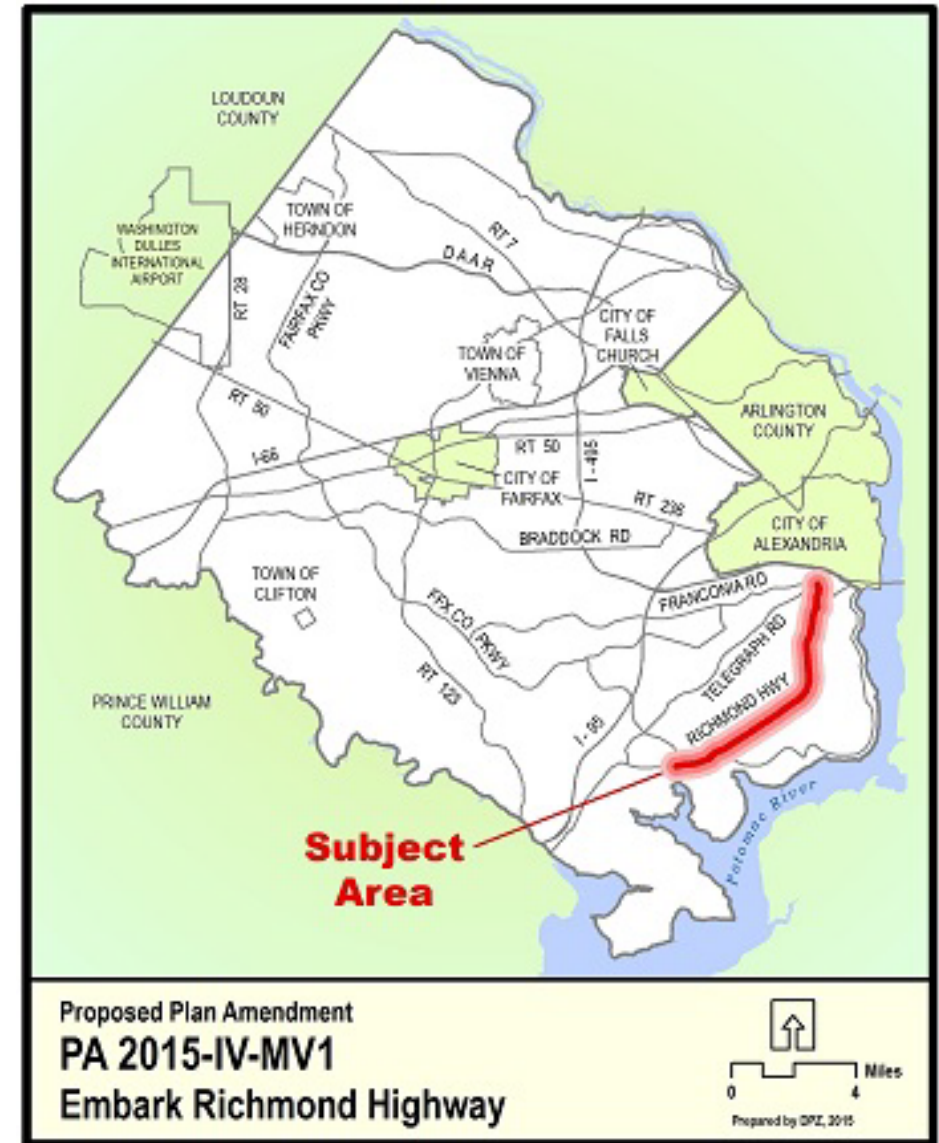 LOUDOUN
COUNTY
WASHINGTON
DULLES
INTERNATIONAL
AIRPORT
TOWN OF
HERNDON
RT 7
DAAR
RT 28
FAIRFAX CO
PKWY
CITY OF
FALLS
CHURCH
TOWN OF
VIENNA
RT 50
ARLINGTON
COUNTY
I-66
RT 50
I-495
CITY OF
FAIRFAX
RT 236
BRADDOCK RD
CITY OF
ALEXANDRIA
TOWN OF
CLIFTON
FRANCONIA RD
FFX CO PKWY
TELEGRAPH RD
RT 123
RICHMOND HWY
PRINCE WILLIAM
COUNTY
I-95
Potomac River
Subject
Area
Proposed Plan Amendment
PA 2015-IV-MV1
Embark Richmond Highway
Miles
0 4
Prepared by DPZ, 2015